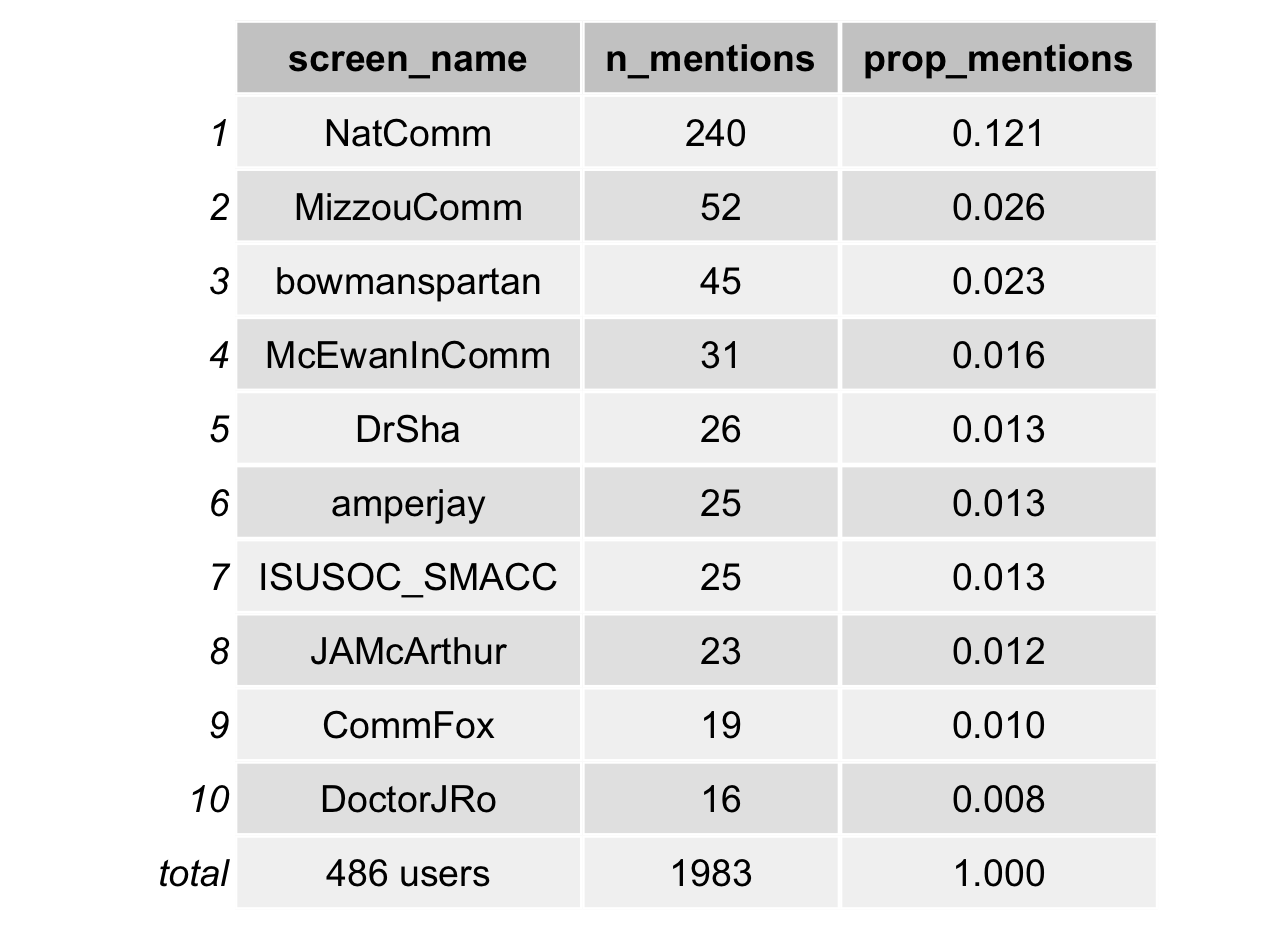 screen_name n_mentions prop_mentions
1 NatComm 240 0.121
2 MizzouComm 52 0.026
3 bowmanspartan 45 0.023
4 McEwanInComm 31 0.016
5 DrSha 26 0.013
6 amperjay 25 0.013
7 ISUSOC_SMACC 25 0.013
8 JAMcArthur 23 0.012
9 CommFox 19 0.010
10 DoctorJRo 16 0.008
total 486 users 1983 1.000